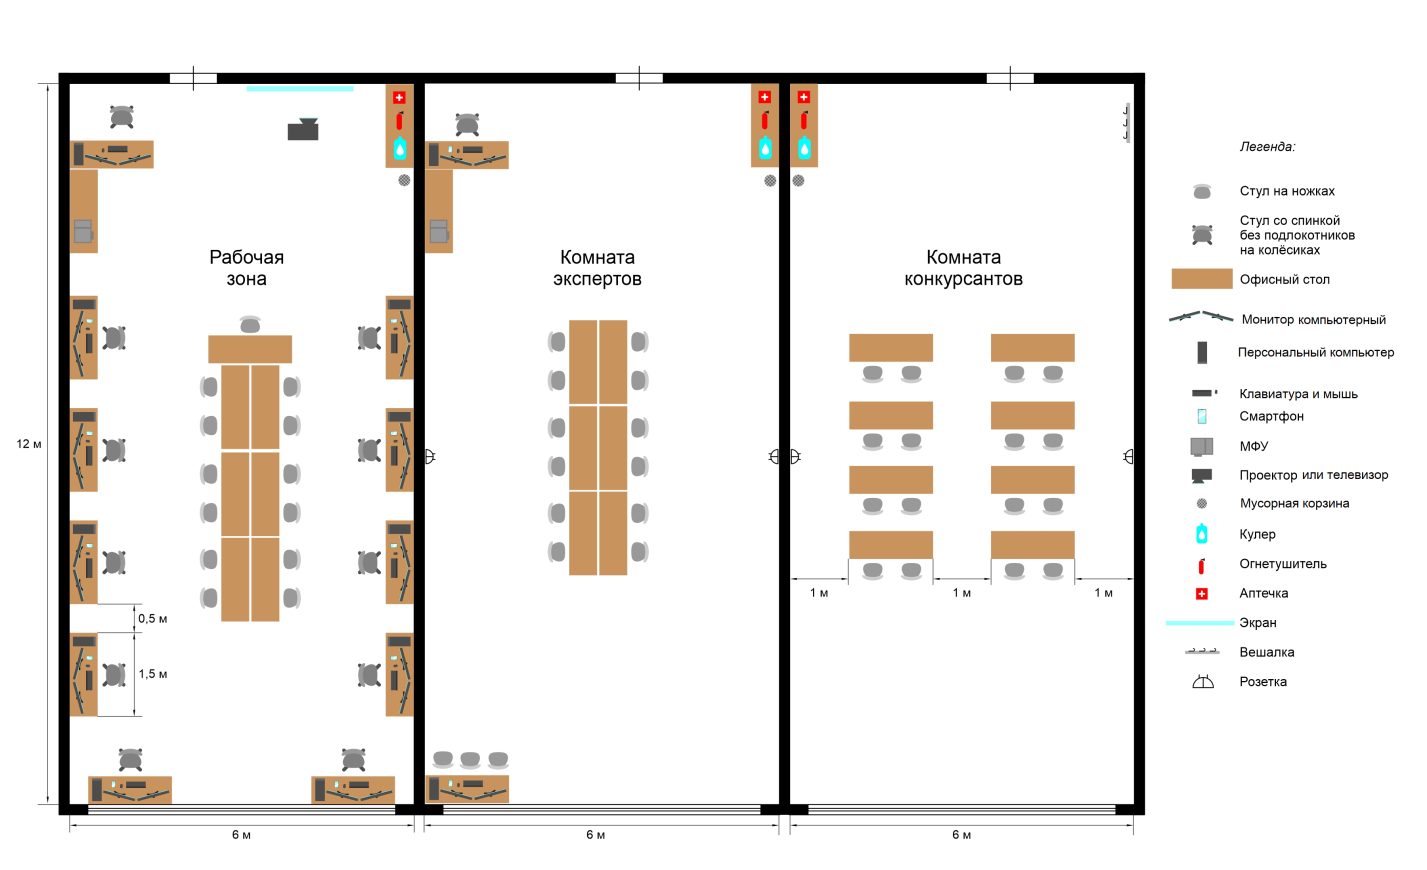 Рабочая
зона
Комната
экспертов
Комната
конкурсантов
12 м
0,5 м
1,5 м
1 м
1 м
1 м
6 м
6 м
6 м
Легенда:
Стул на ножках
Стул со спинкой
без подлокотников
на колёсиках
Офисный стол
Монитор компьютерный
Персональный компьютер
Клавиатура и мышь
Смартфон
МФУ
Проектор или телевизор
Мусорная корзина
Кулер
Огнетушитель
Аптечка
Экран
Вешалка
Розетка